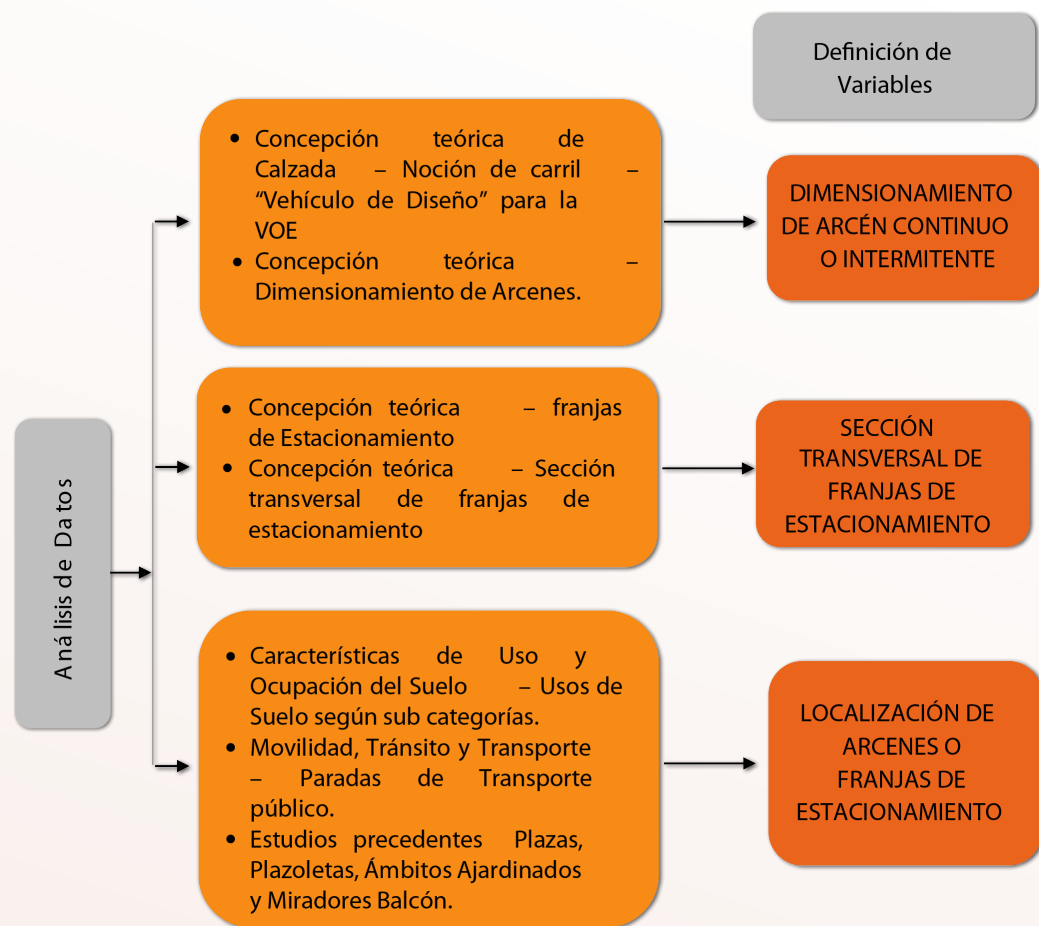 Definición de
Variables
• Concepción teórica de
Calzada – Noción de carril –
“Vehículo de Diseño” para la
VOE
• Concepción teórica –
Dimensionamiento de Arcenes.
DIMENSIONAMIENTO
DE ARCÉN CONTINUO
O INTERMITENTE
Análisis de Datos
• Concepción teórica – franjas
de Estacionamiento
• Concepción teórica – Sección
transversal de franjas de
estacionamiento
SECCIÓN
TRANSVERSAL DE
FRANJAS DE
ESTACIONAMIENTO
• Características de Uso y
Ocupación del Suelo – Usos de
Suelo según sub categorías.
• Movilidad, Tránsito y Transporte
– Paradas de Transporte
público.
• Estudios precedentes Plazas,
Plazoletas, Ámbitos Ajardinados
y Miradores Balcón.
LOCALIZACIÓN DE
ARCENES O
FRANJAS DE
ESTACIONAMIENTO